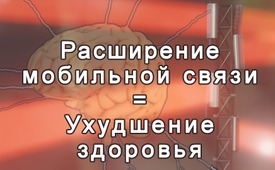 Расширение
мобильной связи
=
Ухудшение
здоровья